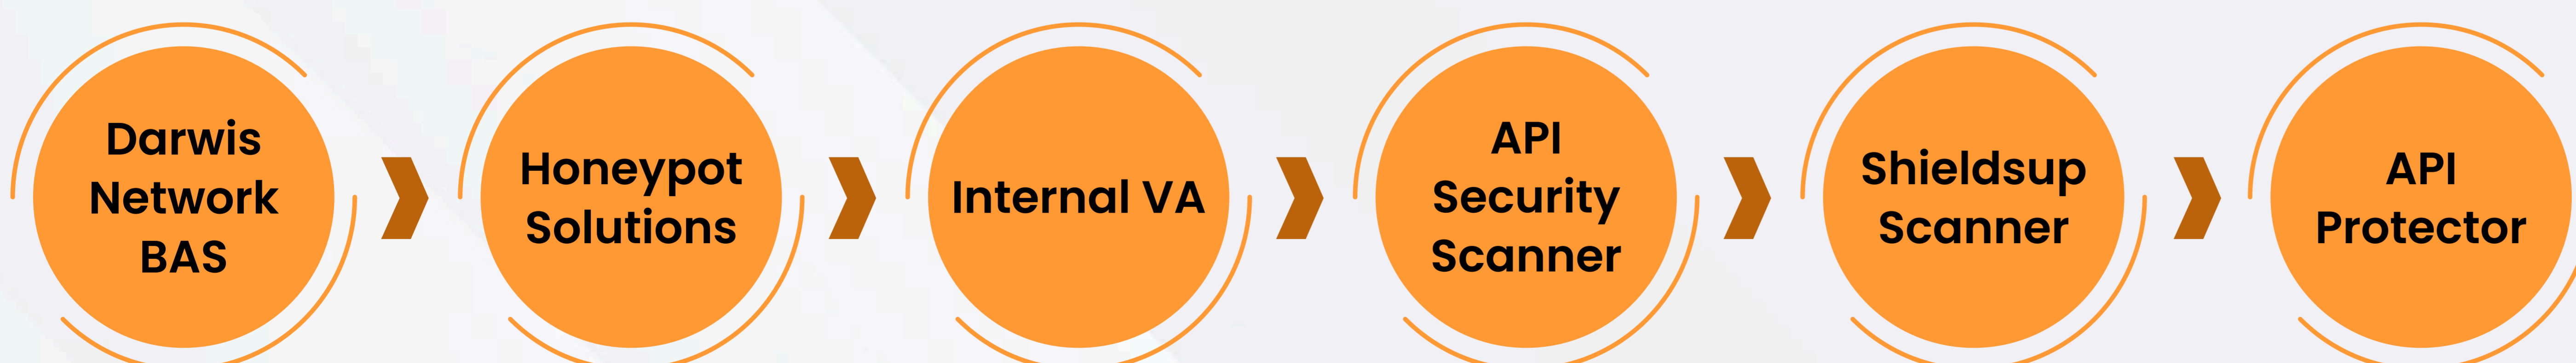 Darwis
Network
BAS
Honeypot
Solutions
Internal VA
API
Security
Scanner
Shieldsup
Scanner
API
Protector